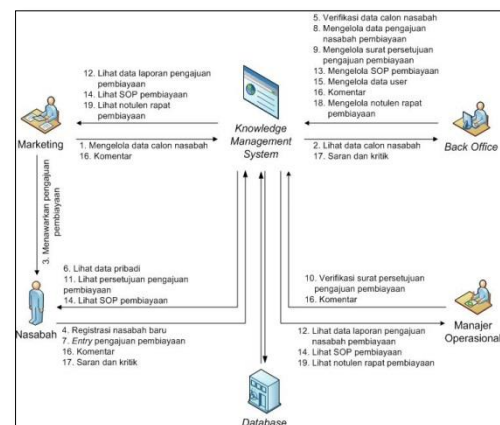 5. Verifikasi data calon nasabah
8. Mengelola data pengajuan
nasabah pembiayaan
9. Mengelola surat persetujuan
pengajuan pembiayaan
13. Mengelola SOP pembiayaan
15. Mengelola data user
16. Komentar
18. Mengelola notulen rapat
pembiayaan
12. Lihat data laporan pengajuan
pembiayaan
14. Lihat SOP pembiayaan
19. Lihat notulen rapat
pembiayaan
Marketing
Knowledge
Management
System
Back Office
1. Mengelola data calon nasabah
16. Komentar
2. Lihat data calon nasabah
17. Saran dan kritik
3. Menawarkan pengajuan
pembiayaan
6. Lihat data pribadi
11. Lihat persetujuan pengajuan
pembiayaan
14. Lihat SOP pembiayaan
10. Verifikasi surat persetujuan
pengajuan pembiayaan
16. Komentar
Nasabah
Manajer
Operasional
4. Registrasi nasabah baru
7. Entry pengajuan pembiayaan
16. Komentar
17. Saran dan kritik
12. Lihat data laporan pengajuan
nasabah pembiayaan
14. Lihat SOP pembiayaan
19. Lihat notulen rapat pembiayaan
Database